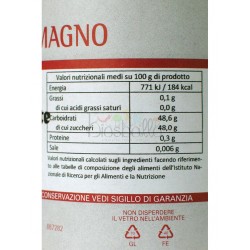 MAGNO
Valori nutrizionali medi su 100 g di prodotto
Energia 771 kj / 184 kcal
Grassi 0,1 g
di cui acidi grassi saturi 0,0 g
Carboidrati 48,6 g
di cui zuccheri 48,0 g
Proteine 0,3 g
Sale 0,006 g
Valori nutrizionali calcolati sugli ingredienti facendo riferimen-
to alle tabelle di composizione degli alimenti dell'Istituto Nazionale
di Ricerca per gli Alimenti e la Nutrizione
CONSERVAZIONE VEDI SIGILLO DI GARANZIA
NON DISPERDERE
IL VETRO NELL'AMBIENTE
GL FE